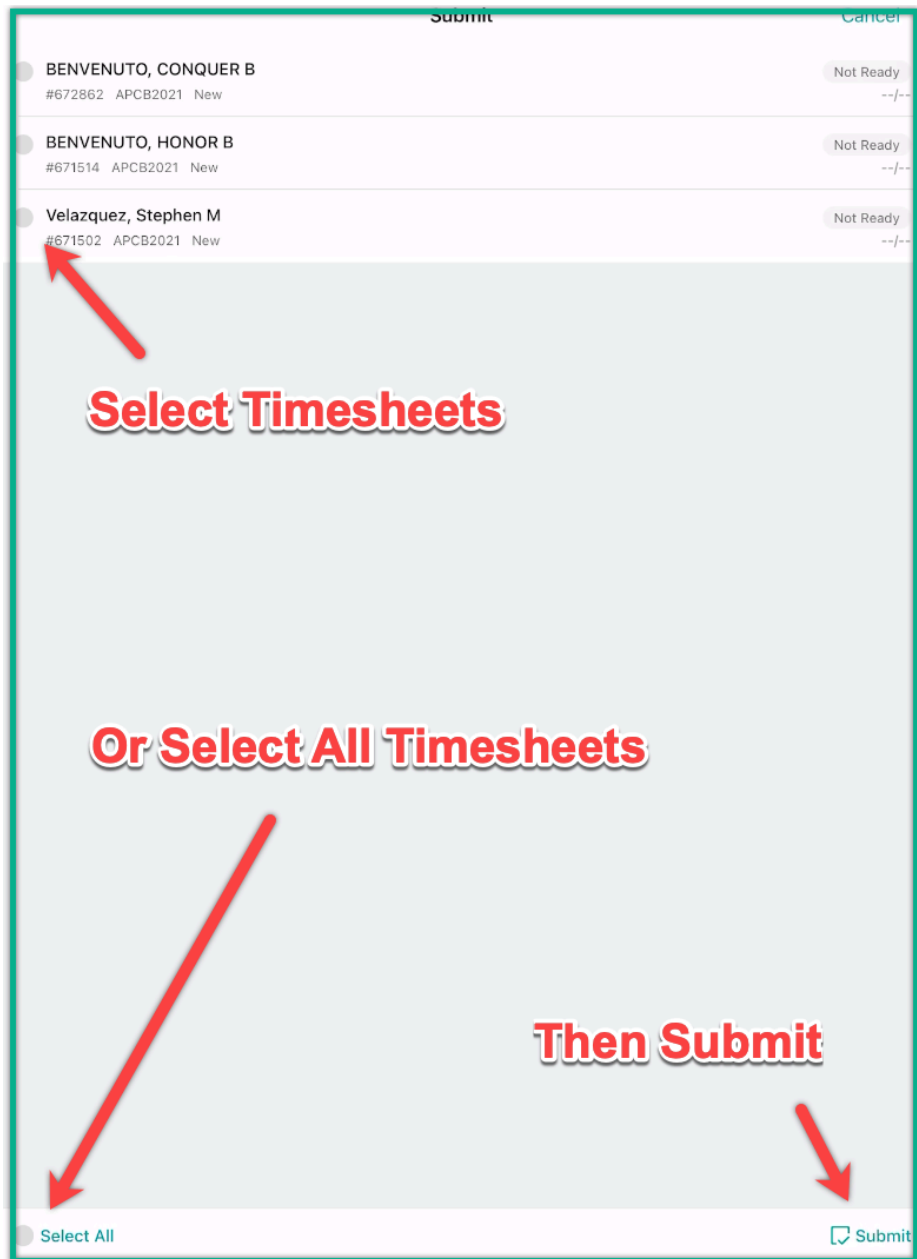 Submit
Cancel
BENVENUTO, CONQUER B
Not Ready
#672862 APCB2021 New
--/--
BENVENUTO, HONOR B
Not Ready
#671514 APCB2021 New
--/--
Velazquez, Stephen M
Not Ready
#671502 APCB2021 New
--/--
Select Timesheets
Or Select All Timesheets
Then Submit
Select All
Submit